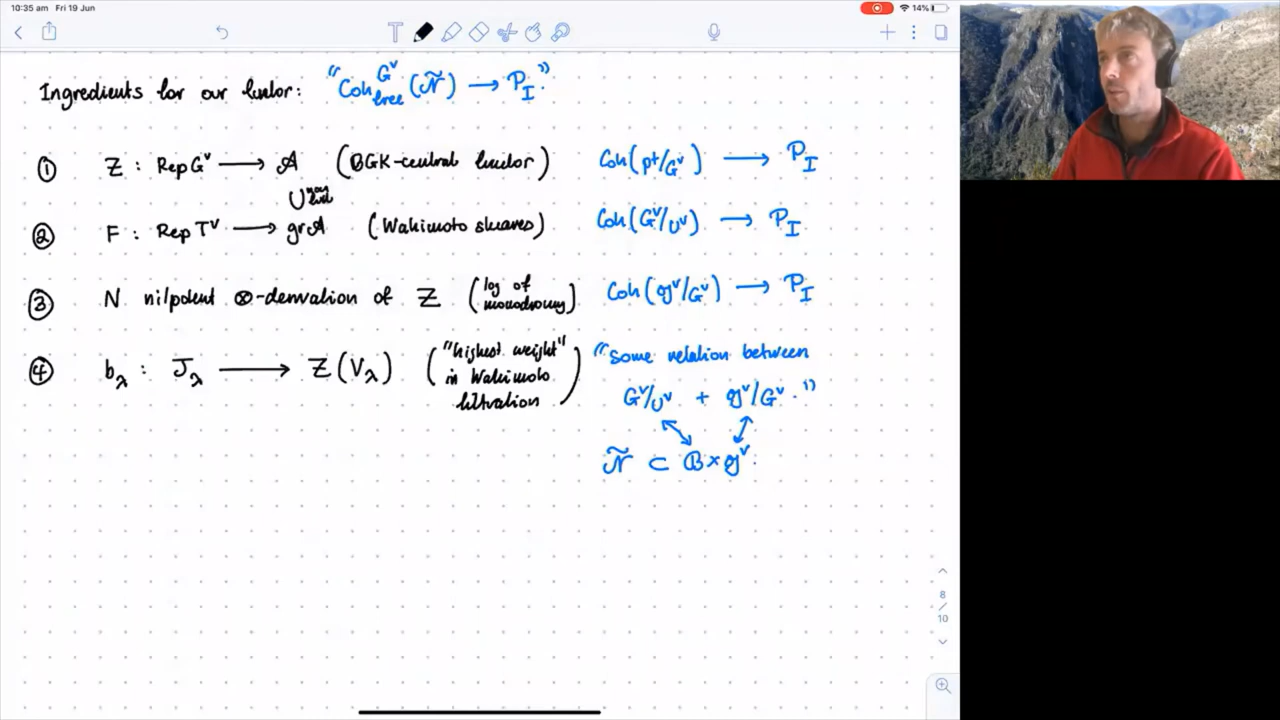 10:35 am Fri 19 Jun
14%
Ingredients for our functor: "Coh^{G^∨}_{free}(Ñ) → P_I."
① Z : Rep G^∨ → A (BGK-central functor) Coh(pt/G^∨) → P_I
② F : Rep T^∨ → gr A (Wakimoto sheaves) Coh(G^∨/U^∨) → P_I
③ N nilpotent ⊗-derivation of Z (log of monodromy) Coh(g^∨/G^∨) → P_I
④ b_λ : J_λ → Z(V_λ) ("highest weight" in Wakimoto filtration) "Some relation between
G^∨/U^∨ + g^∨/G^∨."
Ñ ⊂ B × g^∨.
8
/
10